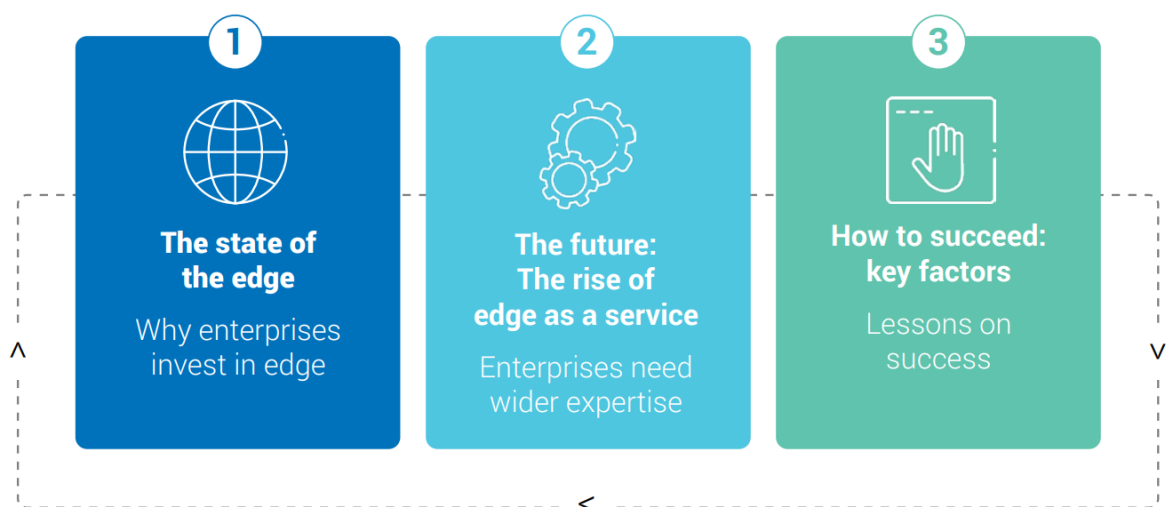 1
The state of
the edge
Why enterprises
invest in edge
2
The future:
The rise of
edge as a service
Enterprises need
wider expertise
3
How to succeed:
key factors
Lessons on
success